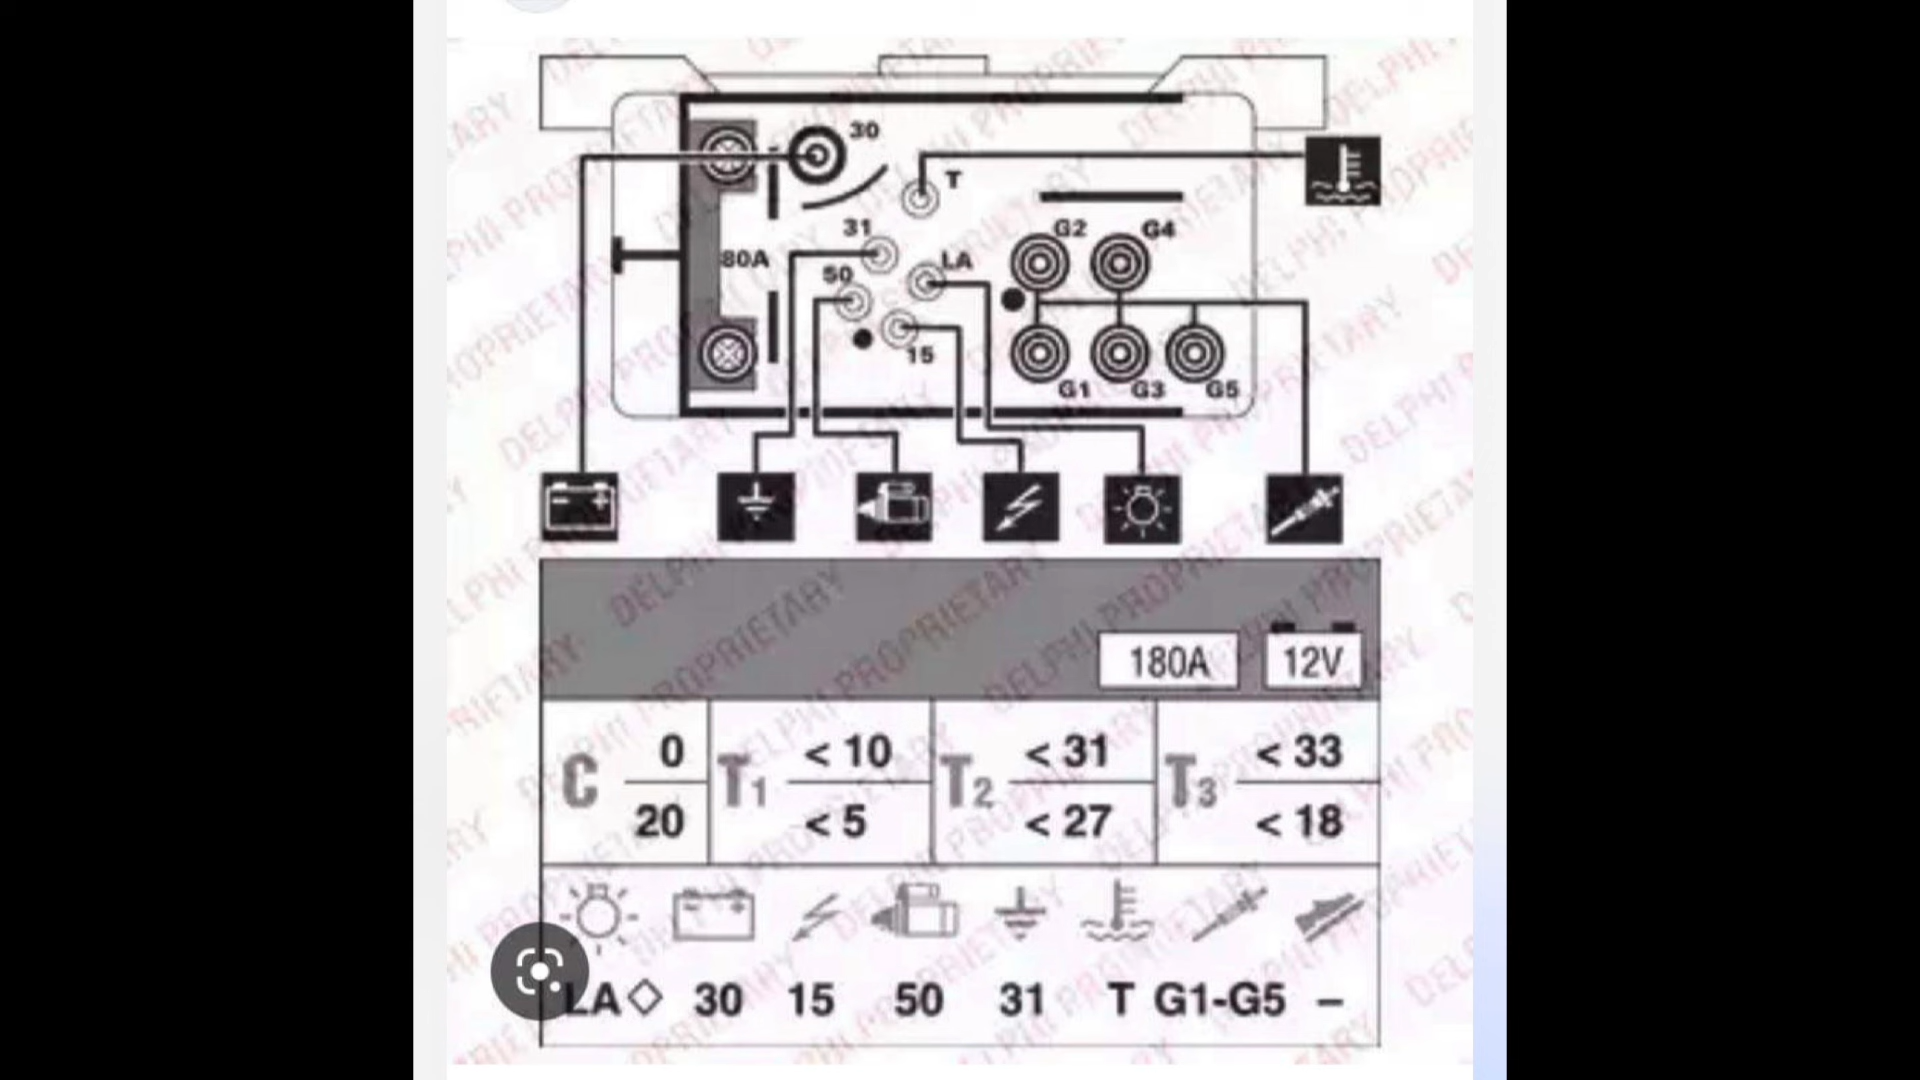 30
T
31
G2
G4
80A
LA
50
15
G1
G3
G5
180A
12V
C 0 T1 < 10 T2 < 31 T3 < 33
20 < 5 < 27 < 18
LA◇ 30 15 50 31 T G1-G5 –
DELPHI PROPRIETARY